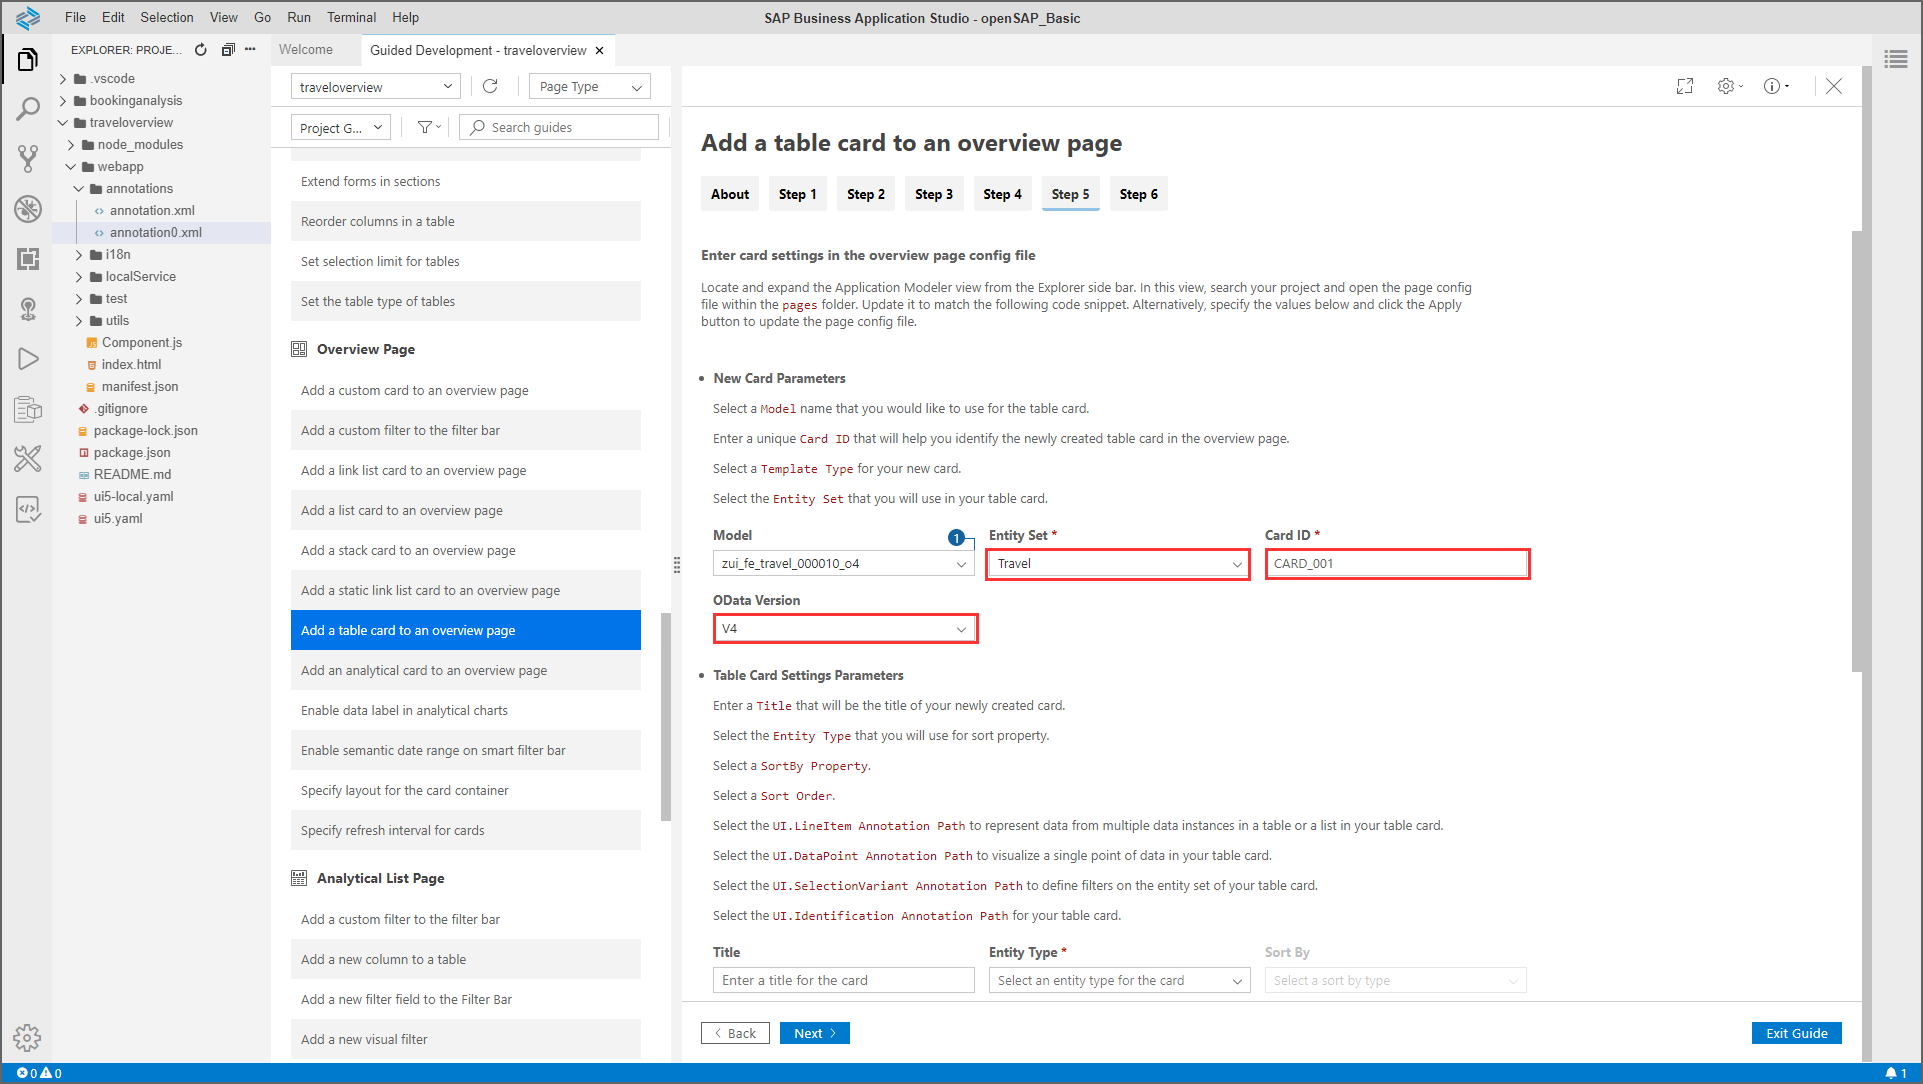 File Edit Selection View Go Run Terminal Help
SAP Business Application Studio - openSAP_Basic
EXPLORER: PROJE...
Welcome
Guided Development - traveloverview
.vscode
bookinganalysis
traveloverview
node_modules
webapp
annotations
annotation.xml
annotation0.xml
i18n
localService
test
utils
Component.js
index.html
manifest.json
.gitignore
package-lock.json
package.json
README.md
ui5-local.yaml
ui5.yaml
traveloverview
Page Type
Project G...
Search guides
Extend forms in sections
Reorder columns in a table
Set selection limit for tables
Set the table type of tables
Overview Page
Add a custom card to an overview page
Add a custom filter to the filter bar
Add a link list card to an overview page
Add a list card to an overview page
Add a stack card to an overview page
Add a static link list card to an overview page
Add a table card to an overview page
Add an analytical card to an overview page
Enable data label in analytical charts
Enable semantic date range on smart filter bar
Specify layout for the card container
Specify refresh interval for cards
Analytical List Page
Add a custom filter to the filter bar
Add a new column to a table
Add a new filter field to the Filter Bar
Add a new visual filter
Add a table card to an overview page
About Step 1 Step 2 Step 3 Step 4 Step 5 Step 6
Enter card settings in the overview page config file
Locate and expand the Application Modeler view from the Explorer side bar. In this view, search your project and open the page config
file within the pages folder. Update it to match the following code snippet. Alternatively, specify the values below and click the Apply
button to update the page config file.
• New Card Parameters
Select a Model name that you would like to use for the table card.
Enter a unique Card ID that will help you identify the newly created table card in the overview page.
Select a Template Type for your new card.
Select the Entity Set that you will use in your table card.
Model 1 Entity Set * Card ID *
zui_fe_travel_000010_o4 Travel CARD_001
OData Version
V4
• Table Card Settings Parameters
Enter a Title that will be the title of your newly created card.
Select the Entity Type that you will use for sort property.
Select a SortBy Property.
Select a Sort Order.
Select the UI.LineItem Annotation Path to represent data from multiple data instances in a table or a list in your table card.
Select the UI.DataPoint Annotation Path to visualize a single point of data in your table card.
Select the UI.SelectionVariant Annotation Path to define filters on the entity set of your table card.
Select the UI.Identification Annotation Path for your table card.
Title Entity Type * Sort By
Enter a title for the card Select an entity type for the card Select a sort by type
Back Next Exit Guide
0 0 1